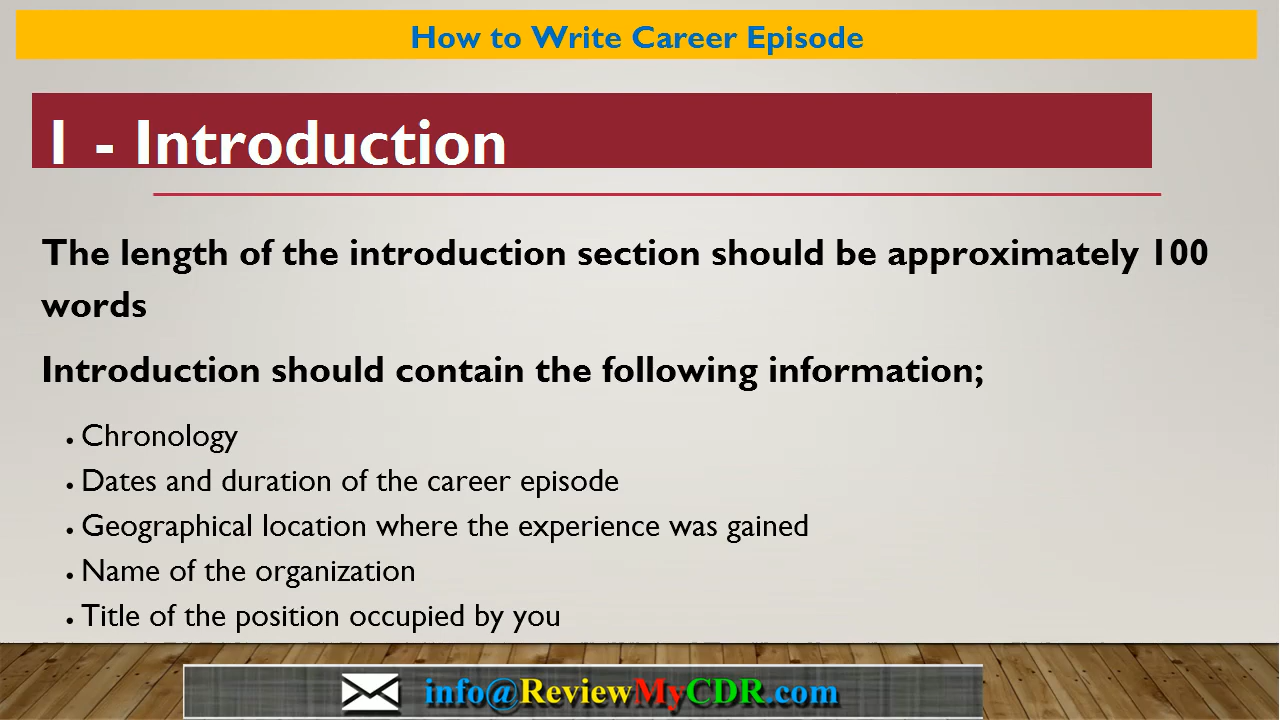 How to Write Career Episode
1 - Introduction
The length of the introduction section should be approximately 100
words
Introduction should contain the following information;
• Chronology
• Dates and duration of the career episode
• Geographical location where the experience was gained
• Name of the organization
• Title of the position occupied by you
info@ReviewMyCDR.com